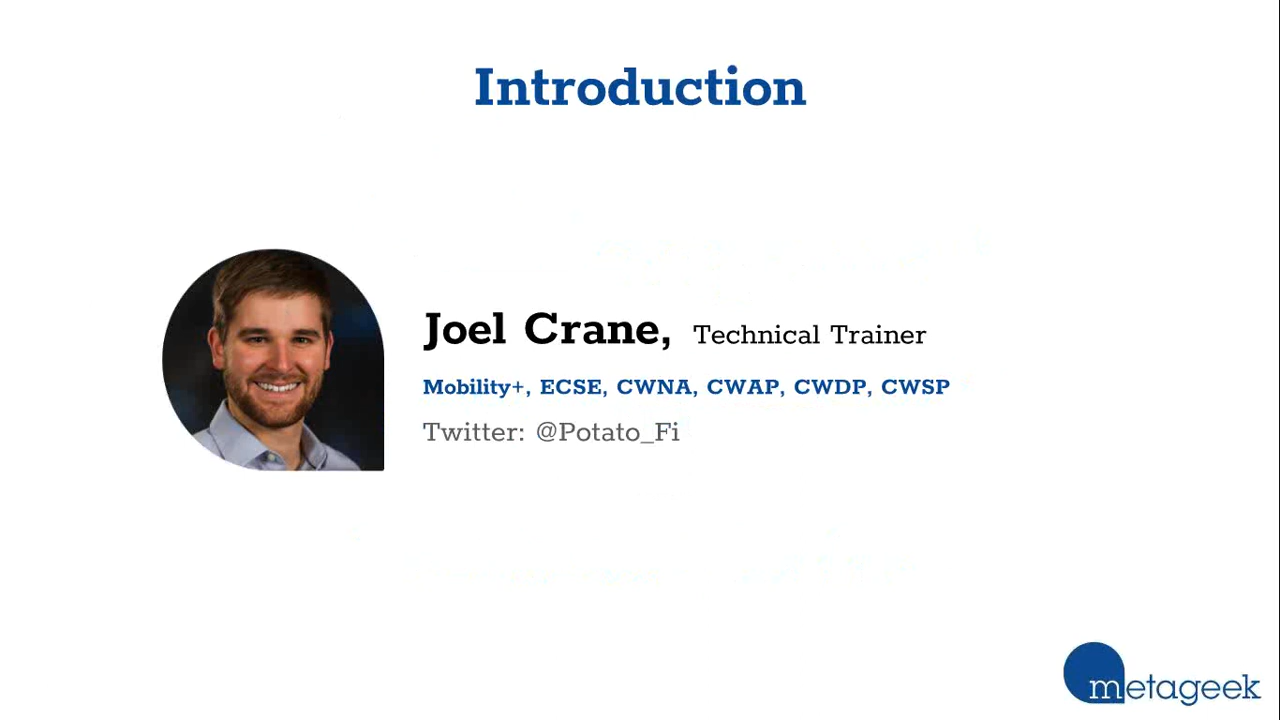 Introduction
Joel Crane, Technical Trainer
Mobility+, ECSE, CWNA, CWAP, CWDP, CWSP
Twitter: @Potato_Fi
metageek